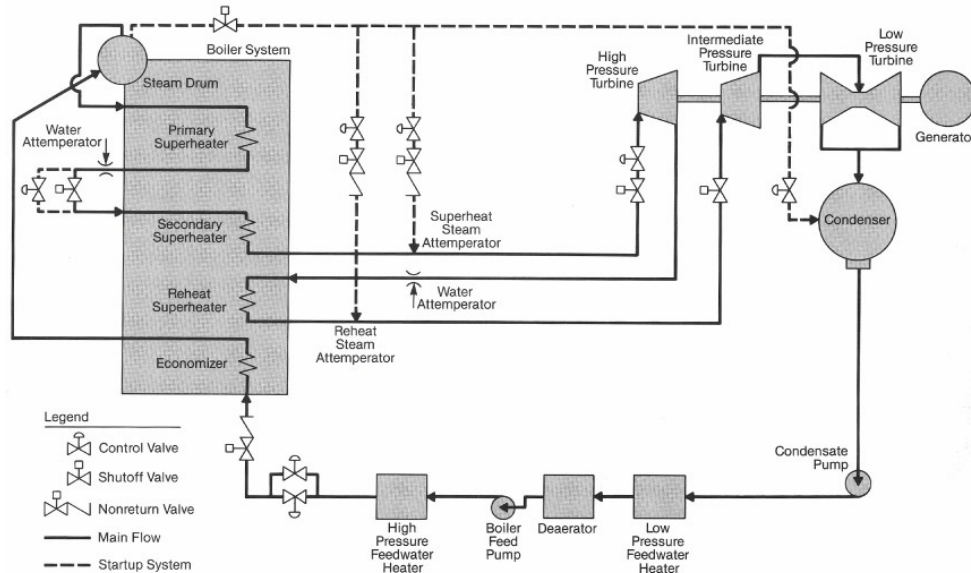 Boiler System
Steam Drum
High
Pressure
Turbine
Intermediate
Pressure
Turbine
Low
Pressure
Turbine
Generator
Water
Attemperator
Primary
Superheater
Secondary
Superheater
Superheat
Steam
Attemperator
Condenser
Reheat
Superheater
Water
Attemperator
Reheat
Steam
Attemperator
Economizer
Legend
Control Valve
Shutoff Valve
Nonreturn Valve
Main Flow
Startup System
High
Pressure
Feedwater
Heater
Boiler
Feed
Pump
Deaerator
Low
Pressure
Feedwater
Heater
Condensate
Pump